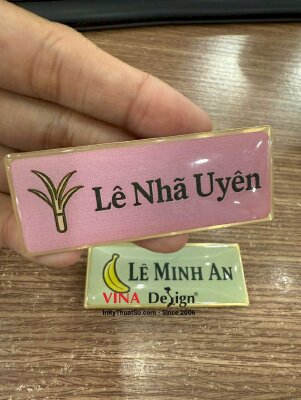 Lê Nhã Uyên
LÊ MINH AN
VINA Design®
InKyThuatSo.com - Since 2006